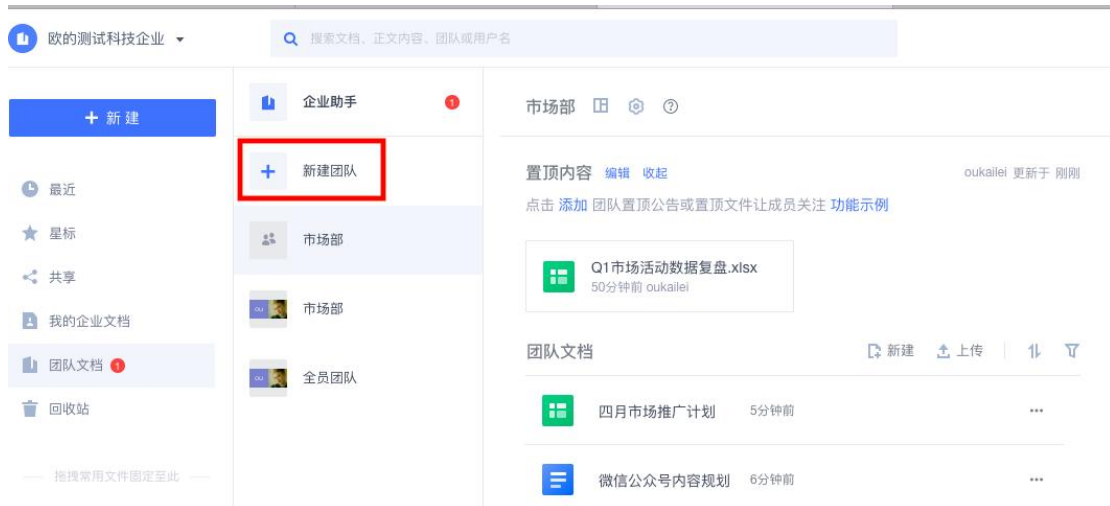 欧的测试科技企业
搜索文档、正文内容、团队或用户名
新建
最近
星标
共享
我的企业文档
团队文档 1
回收站
拖拽常用文件固定至此
企业助手 1
新建团队
市场部
ou 市场部
ou 全员团队
市场部
置顶内容 编辑 收起 oukailei 更新于 刚刚
点击 添加 团队置顶公告或置顶文件让成员关注 功能示例
Q1市场活动数据复盘.xlsx
50分钟前 oukailei
团队文档 新建 上传
四月市场推广计划 5分钟前
微信公众号内容规划 6分钟前